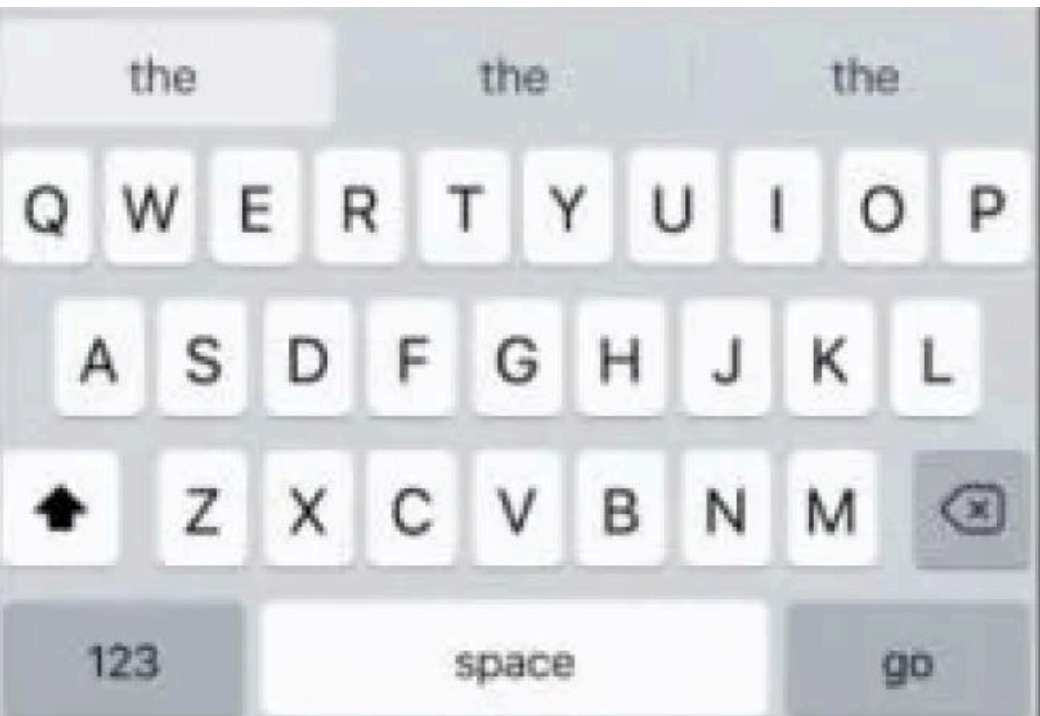 the the the
Q W E R T Y U I O P
A S D F G H J K L
Z X C V B N M
123 space go